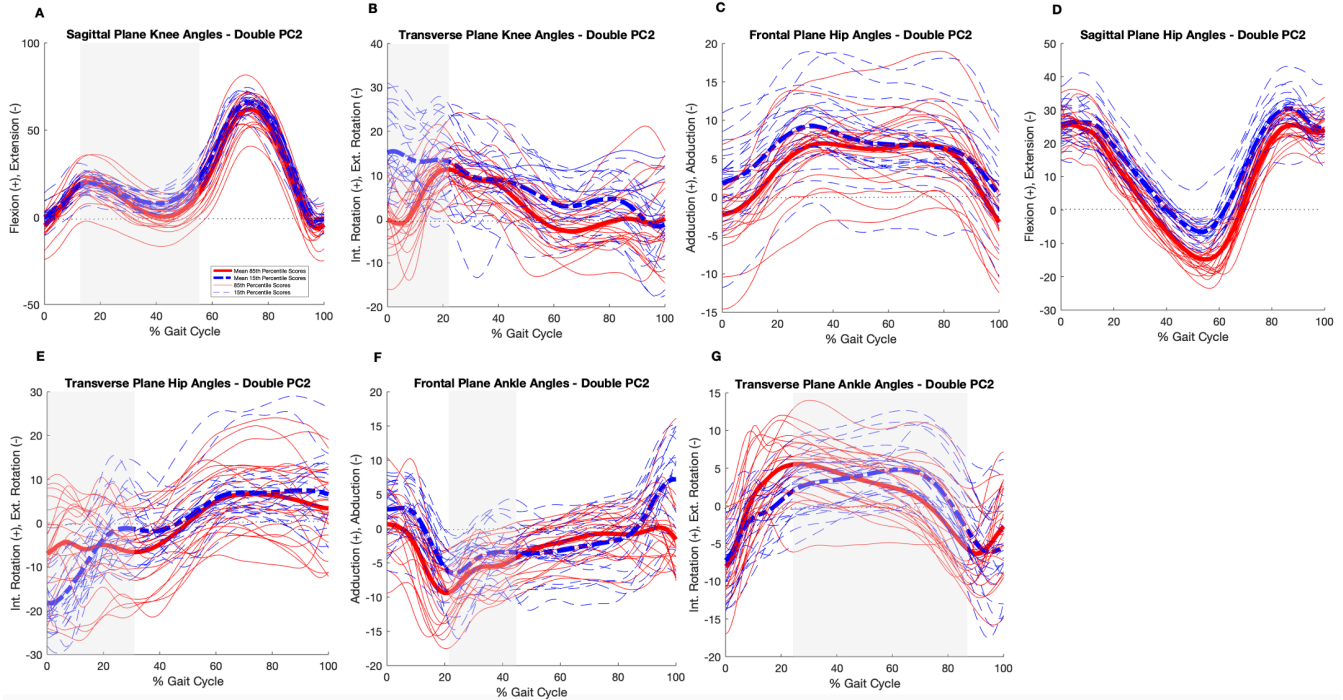 A
Sagittal Plane Knee Angles - Double PC2
Flexion (+), Extension (-)
100
50
0
-50
0 20 40 60 80 100
% Gait Cycle
Mean 85th Percentile Scores
Mean 15th Percentile Scores
85th Percentile Scores
15th Percentile Scores
B
Transverse Plane Knee Angles - Double PC2
Int. Rotation (+), Ext. Rotation (-)
40
30
20
10
0
-10
-20
0 20 40 60 80 100
% Gait Cycle
C
Frontal Plane Hip Angles - Double PC2
Adduction (+), Abduction (-)
20
15
10
5
0
-5
-10
-15
0 20 40 60 80 100
% Gait Cycle
D
Sagittal Plane Hip Angles - Double PC2
Flexion (+), Extension (-)
50
40
30
20
10
0
-10
-20
-30
0 20 40 60 80 100
% Gait Cycle
E
Transverse Plane Hip Angles - Double PC2
Int. Rotation (+), Ext. Rotation (-)
30
20
10
0
-10
-20
-30
0 20 40 60 80 100
% Gait Cycle
F
Frontal Plane Ankle Angles - Double PC2
Adduction (+), Abduction (-)
20
15
10
5
0
-5
-10
-15
-20
0 20 40 60 80 100
% Gait Cycle
G
Transverse Plane Ankle Angles - Double PC2
Int. Rotation (+), Ext. Rotation (-)
15
10
5
0
-5
-10
-15
-20
0 20 40 60 80 100
% Gait Cycle